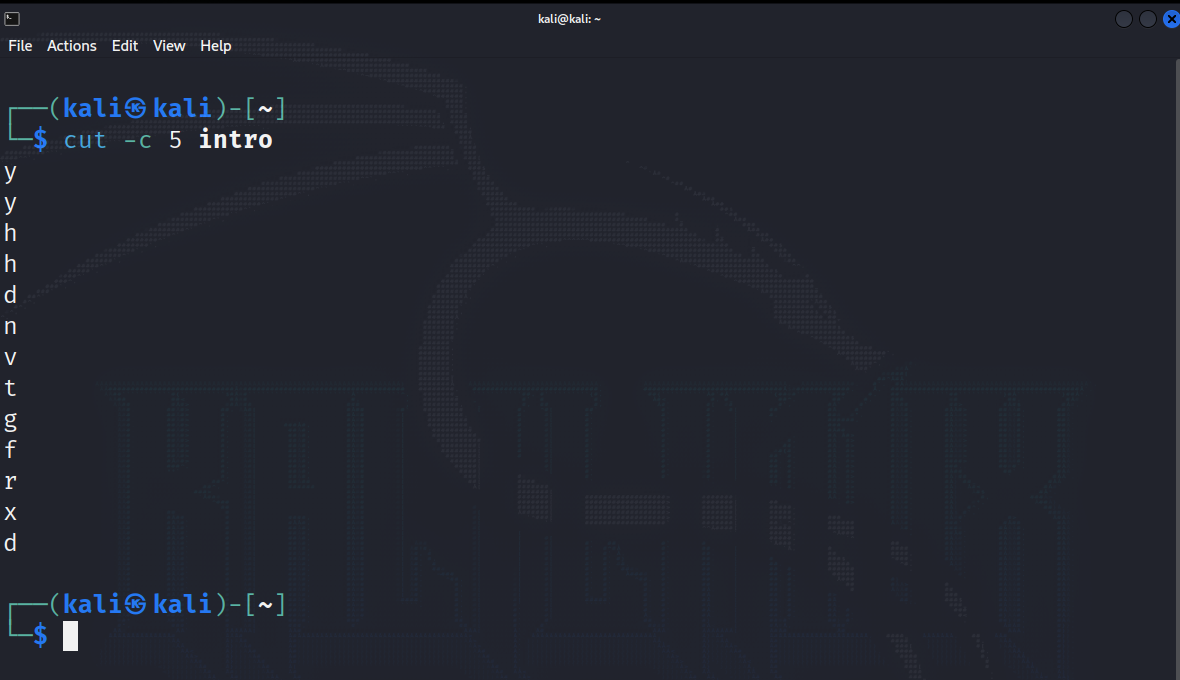 kali@kali: ~
File Actions Edit View Help
┌──(kali㉿kali)-[~]
└─$ cut -c 5 intro
y
y
h
h
d
n
v
t
g
f
r
x
d
┌──(kali㉿kali)-[~]
└─$